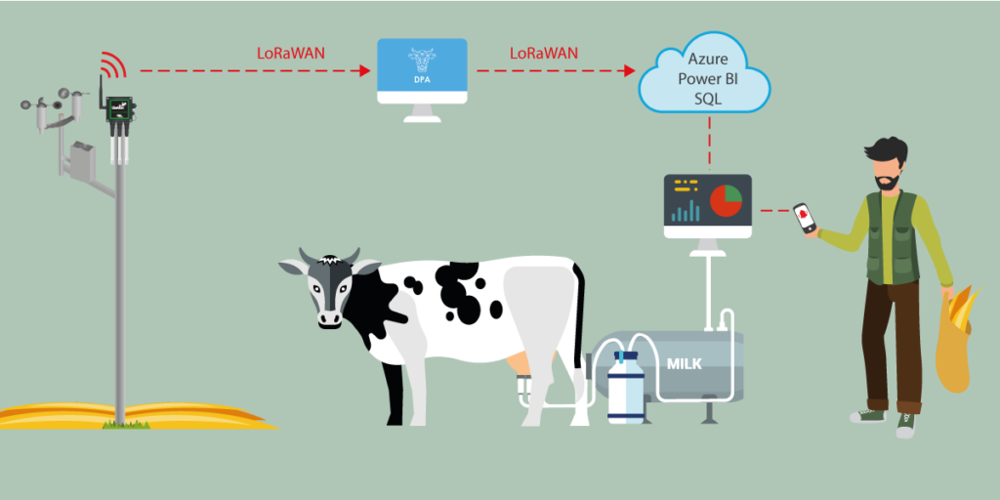 LoRaWAN
LoRaWAN
DPA
Azure
Power BI
SQL
MILK